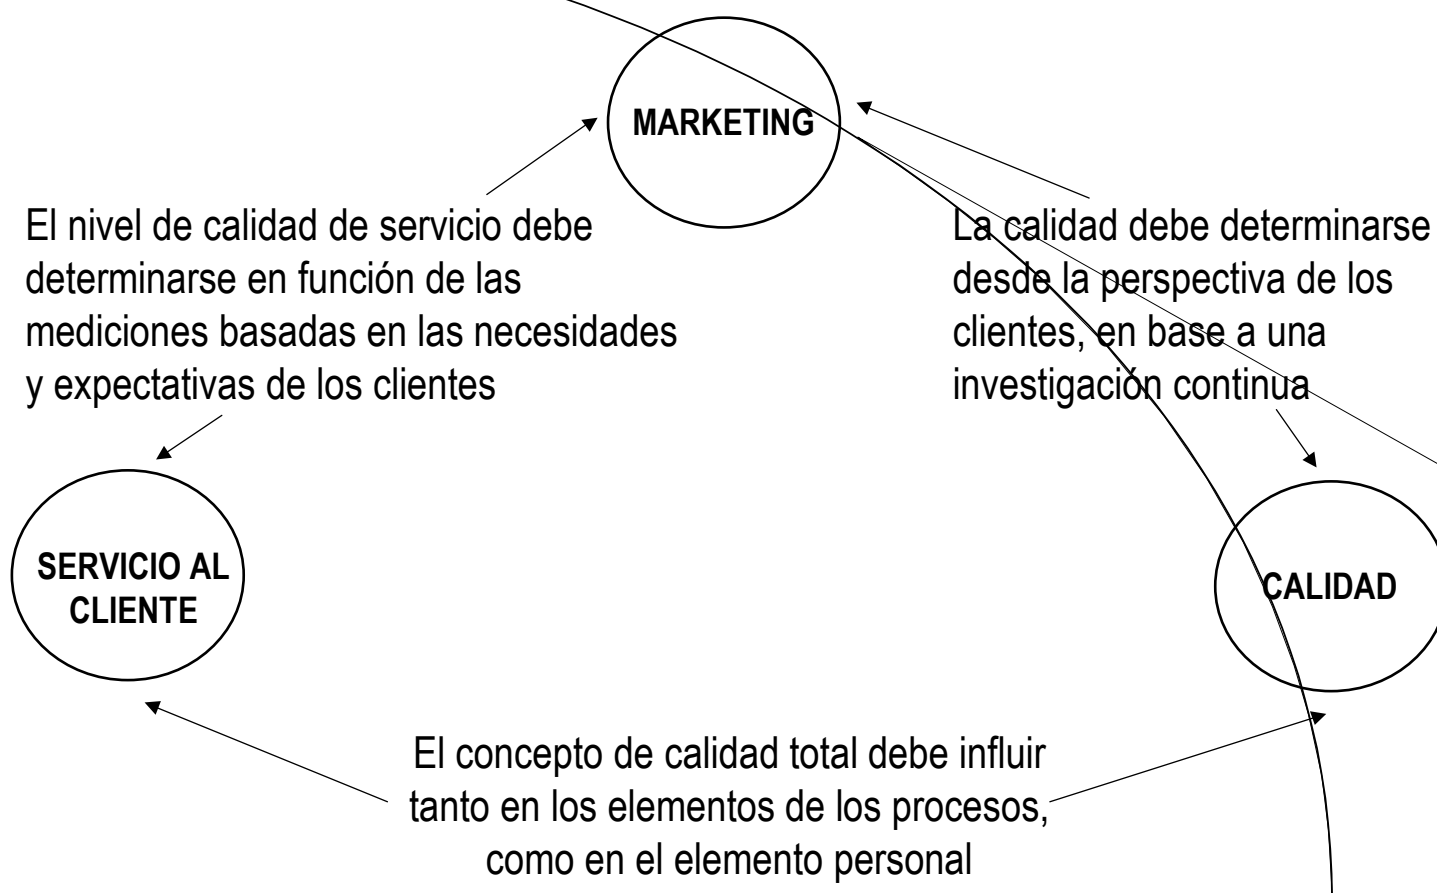 MARKETING
El nivel de calidad de servicio debe
determinarse en función de las
mediciones basadas en las necesidades
y expectativas de los clientes
La calidad debe determinarse
desde la perspectiva de los
clientes, en base a una
investigación continua
SERVICIO AL
CLIENTE
CALIDAD
El concepto de calidad total debe influir
tanto en los elementos de los procesos,
como en el elemento personal